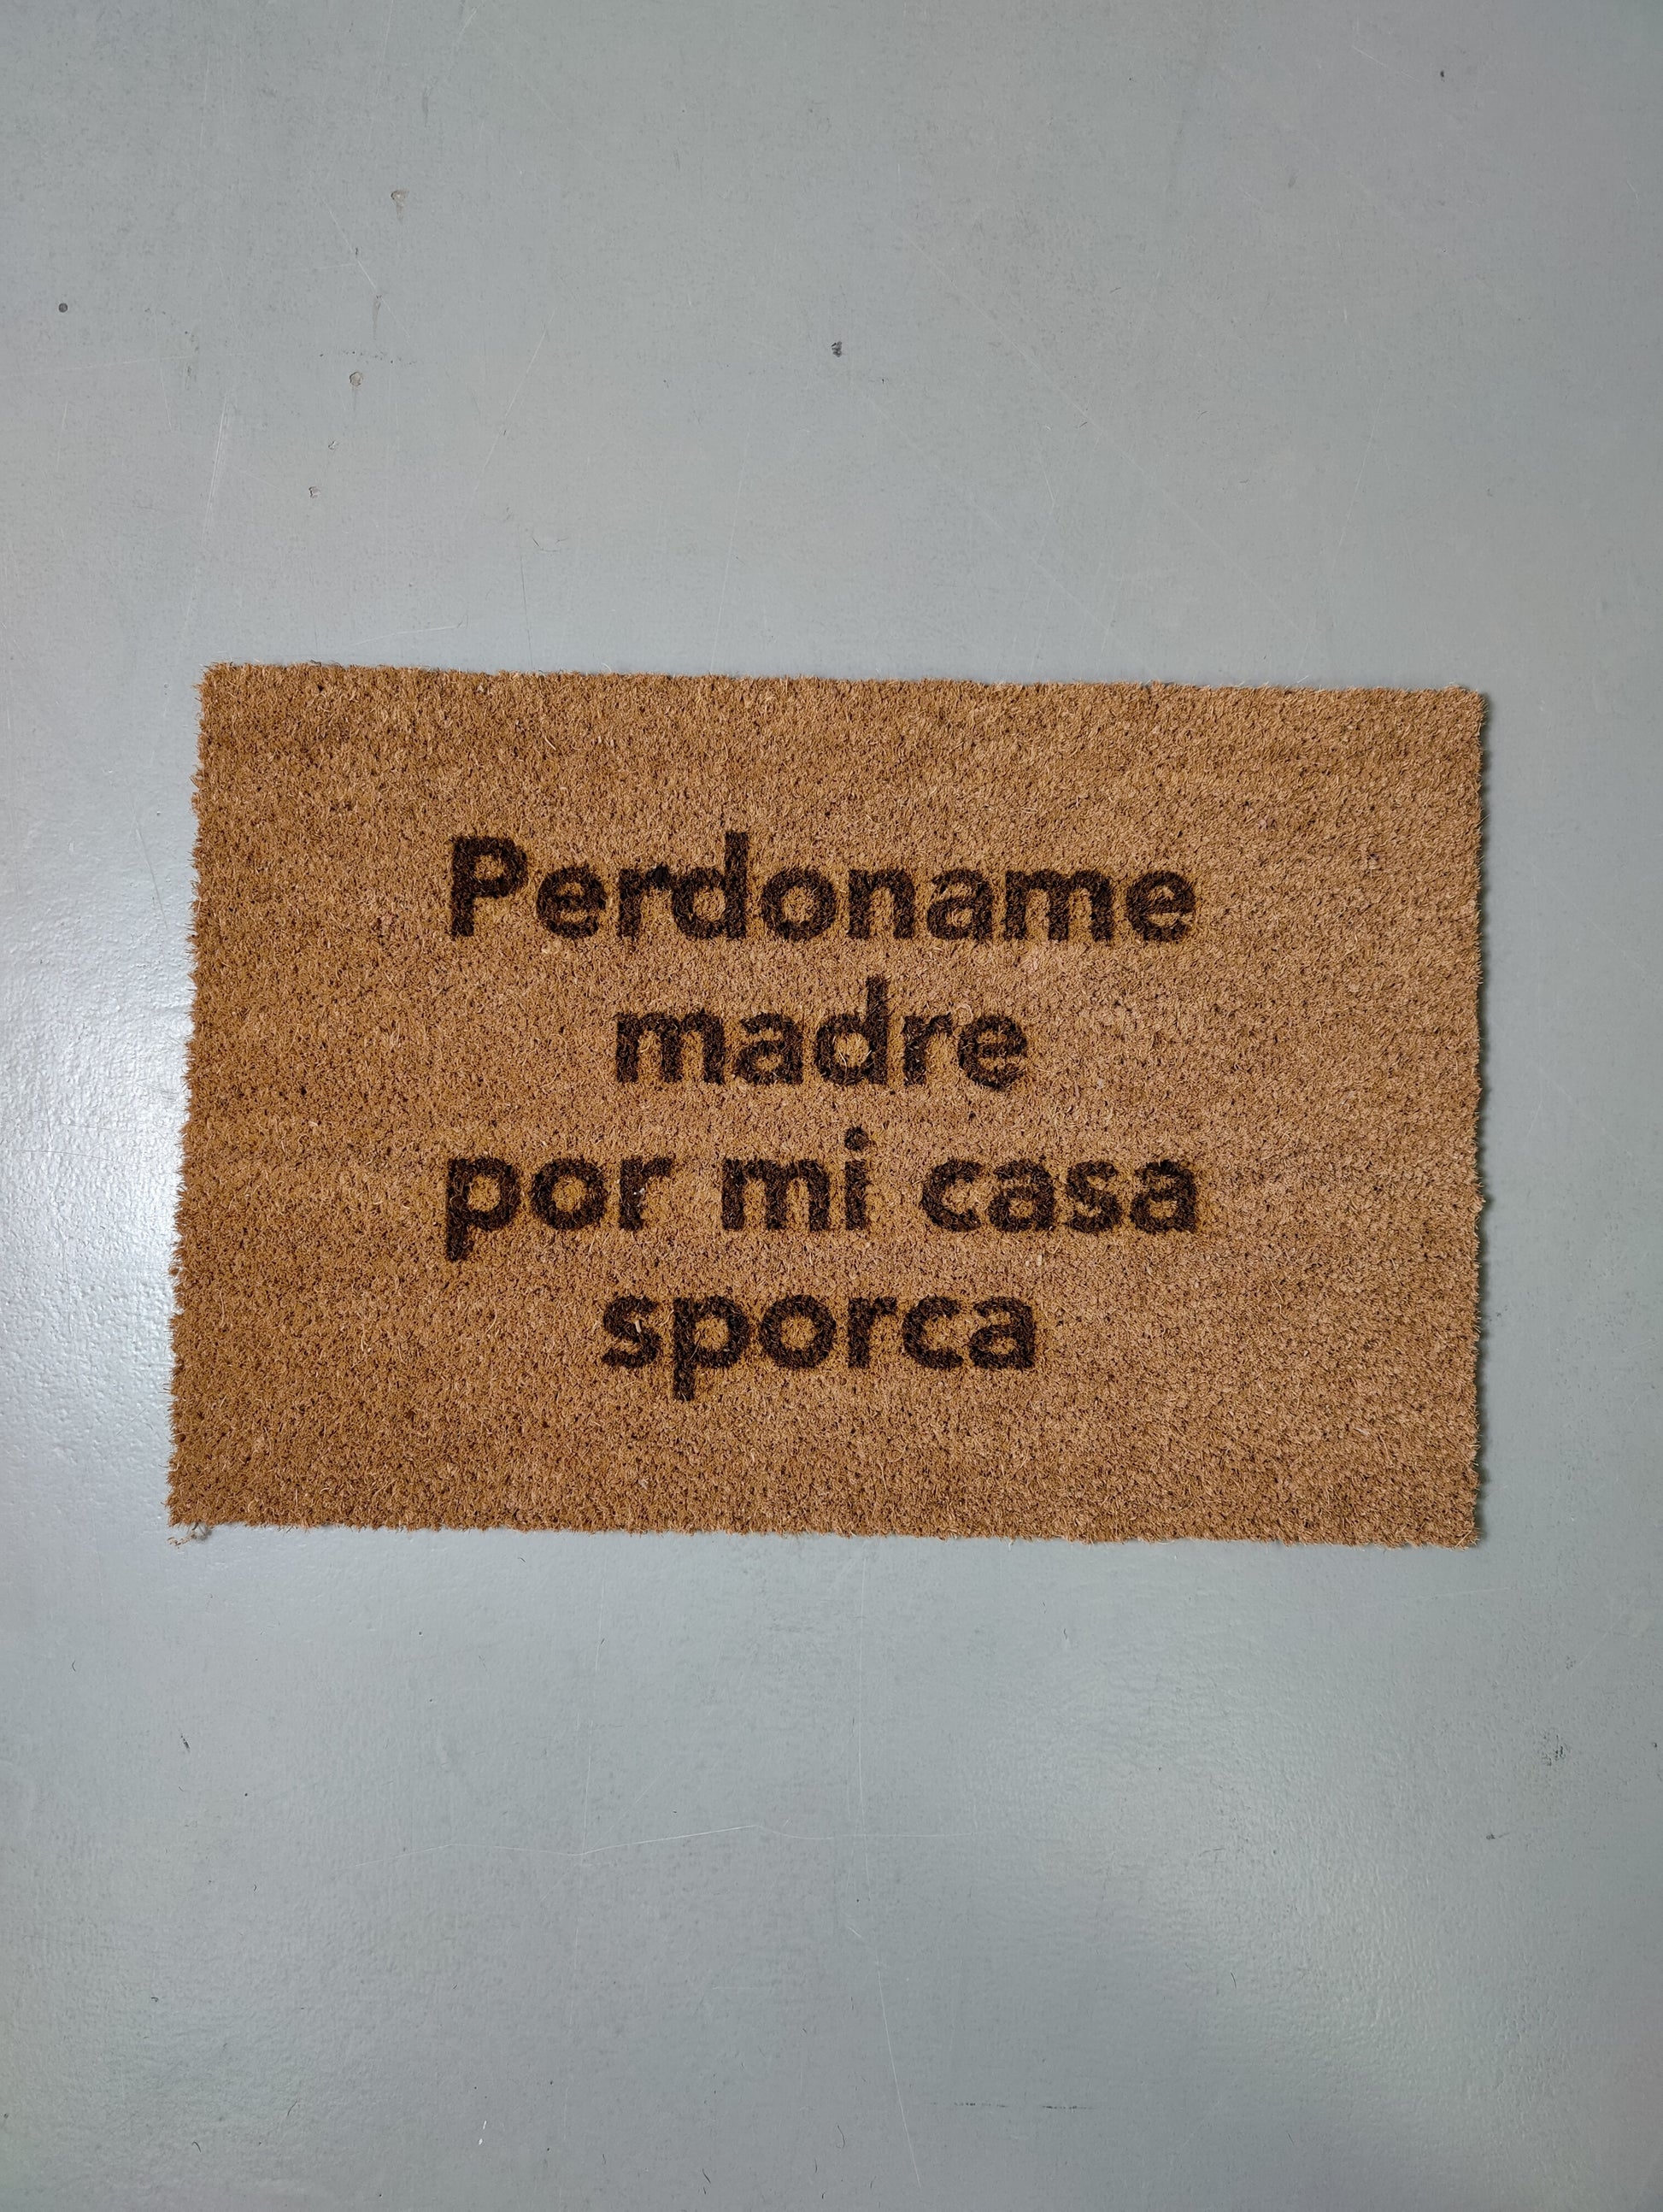 Perdoname
madre
por mi casa
sporca